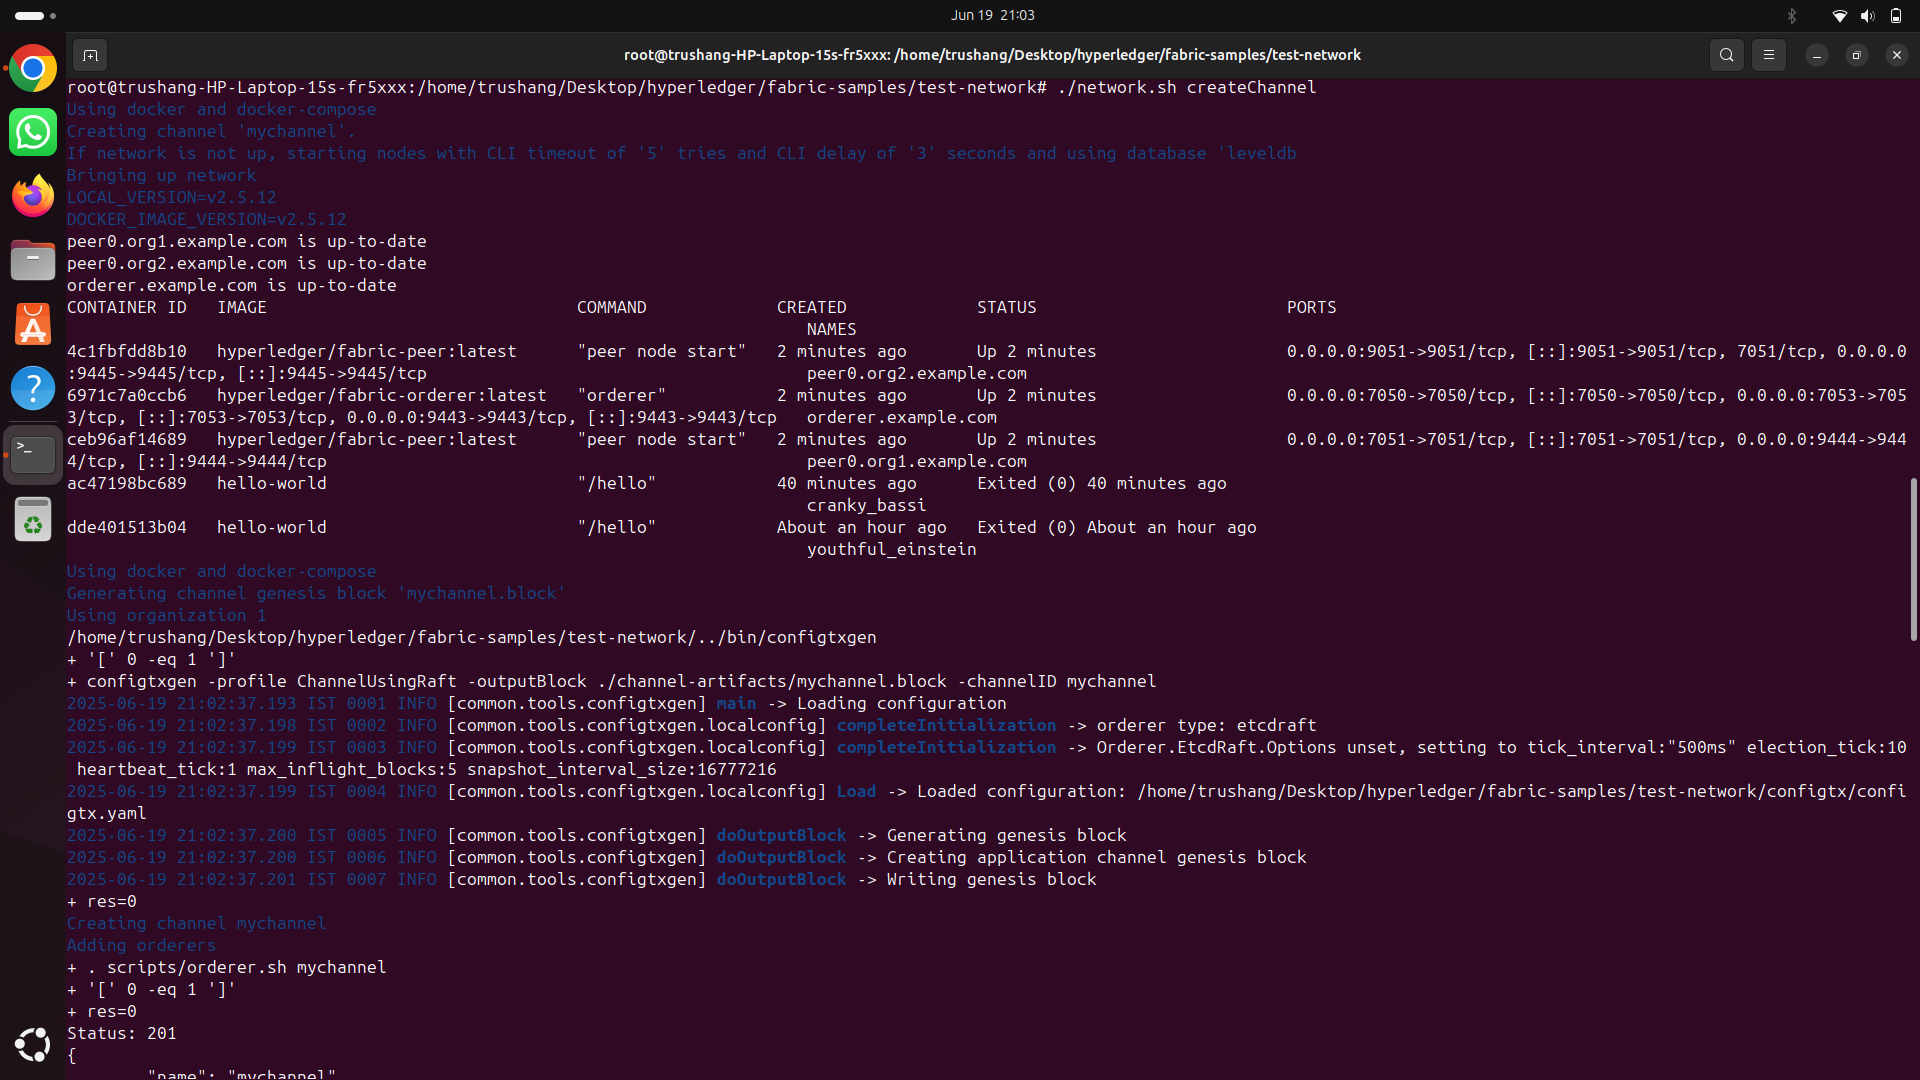 Jun 19 21:03
root@trushang-HP-Laptop-15s-fr5xxx: /home/trushang/Desktop/hyperledger/fabric-samples/test-network
root@trushang-HP-Laptop-15s-fr5xxx:/home/trushang/Desktop/hyperledger/fabric-samples/test-network# ./network.sh createChannel
Using docker and docker-compose
Creating channel 'mychannel'.
If network is not up, starting nodes with CLI timeout of '5' tries and CLI delay of '3' seconds and using database 'leveldb
Bringing up network
LOCAL_VERSION=v2.5.12
DOCKER_IMAGE_VERSION=v2.5.12
peer0.org1.example.com is up-to-date
peer0.org2.example.com is up-to-date
orderer.example.com is up-to-date
CONTAINER ID   IMAGE                               COMMAND             CREATED             STATUS                         PORTS
NAMES
4c1fbfdd8b10   hyperledger/fabric-peer:latest      "peer node start"   2 minutes ago       Up 2 minutes                   0.0.0.0:9051->9051/tcp, [::]:9051->9051/tcp, 7051/tcp, 0.0.0.0
:9445->9445/tcp, [::]:9445->9445/tcp                                      peer0.org2.example.com
6971c7a0ccb6   hyperledger/fabric-orderer:latest   "orderer"           2 minutes ago       Up 2 minutes                   0.0.0.0:7050->7050/tcp, [::]:7050->7050/tcp, 0.0.0.0:7053->705
3/tcp, [::]:7053->7053/tcp, 0.0.0.0:9443->9443/tcp, [::]:9443->9443/tcp   orderer.example.com
ceb96af14689   hyperledger/fabric-peer:latest      "peer node start"   2 minutes ago       Up 2 minutes                   0.0.0.0:7051->7051/tcp, [::]:7051->7051/tcp, 0.0.0.0:9444->944
4/tcp, [::]:9444->9444/tcp                                                peer0.org1.example.com
ac47198bc689   hello-world                         "/hello"            40 minutes ago      Exited (0) 40 minutes ago
cranky_bassi
dde401513b04   hello-world                         "/hello"            About an hour ago   Exited (0) About an hour ago
youthful_einstein
Using docker and docker-compose
Generating channel genesis block 'mychannel.block'
Using organization 1
/home/trushang/Desktop/hyperledger/fabric-samples/test-network/../bin/configtxgen
+ '[' 0 -eq 1 ']'
+ configtxgen -profile ChannelUsingRaft -outputBlock ./channel-artifacts/mychannel.block -channelID mychannel
2025-06-19 21:02:37.193 IST 0001 INFO [common.tools.configtxgen] main -> Loading configuration
2025-06-19 21:02:37.198 IST 0002 INFO [common.tools.configtxgen.localconfig] completeInitialization -> orderer type: etcdraft
2025-06-19 21:02:37.199 IST 0003 INFO [common.tools.configtxgen.localconfig] completeInitialization -> Orderer.EtcdRaft.Options unset, setting to tick_interval:"500ms" election_tick:10
heartbeat_tick:1 max_inflight_blocks:5 snapshot_interval_size:16777216
2025-06-19 21:02:37.199 IST 0004 INFO [common.tools.configtxgen.localconfig] Load -> Loaded configuration: /home/trushang/Desktop/hyperledger/fabric-samples/test-network/configtx/confi
gtx.yaml
2025-06-19 21:02:37.200 IST 0005 INFO [common.tools.configtxgen] doOutputBlock -> Generating genesis block
2025-06-19 21:02:37.200 IST 0006 INFO [common.tools.configtxgen] doOutputBlock -> Creating application channel genesis block
2025-06-19 21:02:37.201 IST 0007 INFO [common.tools.configtxgen] doOutputBlock -> Writing genesis block
+ res=0
Creating channel mychannel
Adding orderers
+ . scripts/orderer.sh mychannel
+ '[' 0 -eq 1 ']'
+ res=0
Status: 201
{
"name": "mychannel"